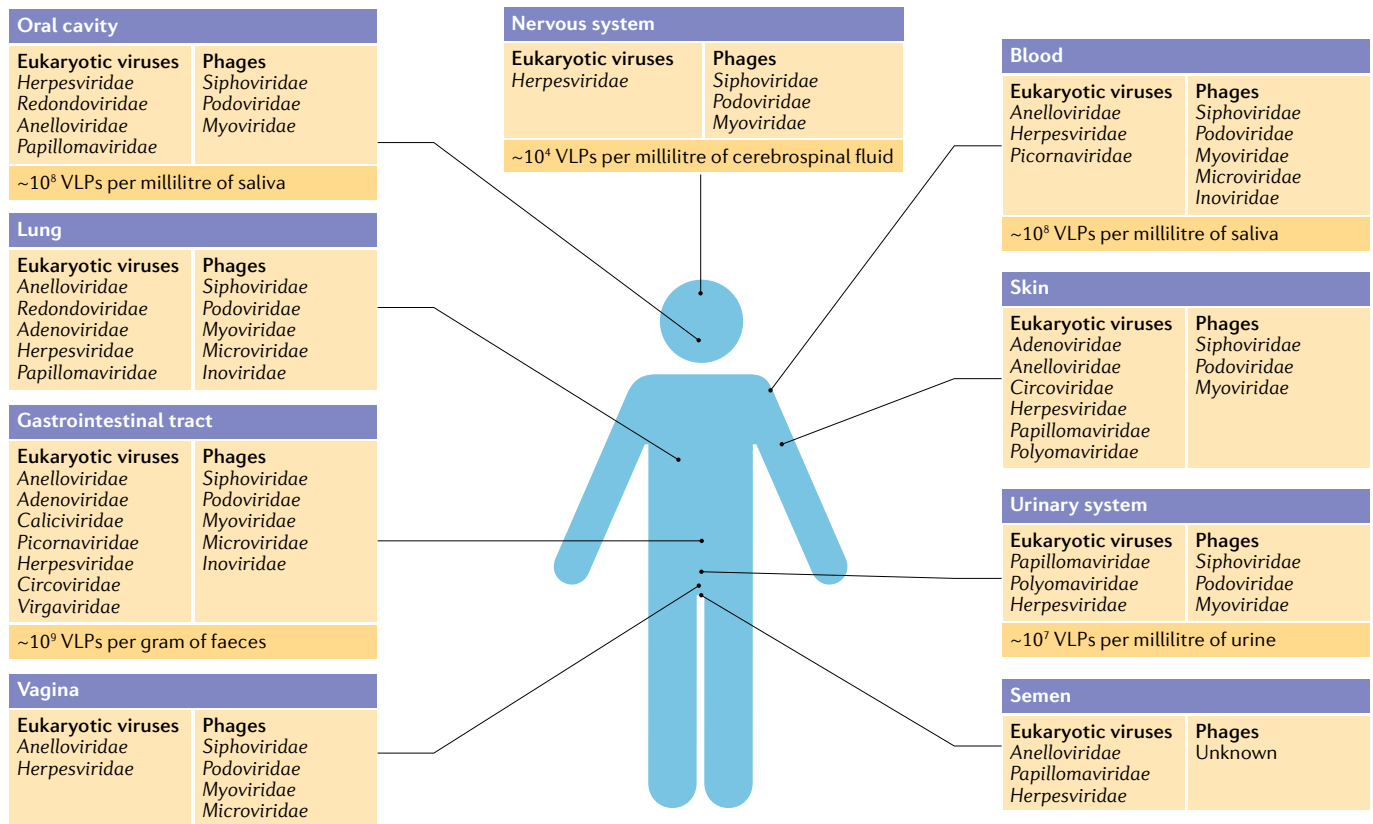 Oral cavity
Eukaryotic viruses
Herpesviridae
Redondoviridae
Anelloviridae
Papillomaviridae
Phages
Siphoviridae
Podoviridae
Myoviridae
~10⁸ VLPs per millilitre of saliva
Nervous system
Eukaryotic viruses
Herpesviridae
Phages
Siphoviridae
Podoviridae
Myoviridae
~10⁴ VLPs per millilitre of cerebrospinal fluid
Blood
Eukaryotic viruses
Anelloviridae
Herpesviridae
Picornaviridae
Phages
Siphoviridae
Podoviridae
Myoviridae
Microviridae
Inoviridae
~10⁸ VLPs per millilitre of saliva
Lung
Eukaryotic viruses
Anelloviridae
Redondoviridae
Adenoviridae
Herpesviridae
Papillomaviridae
Phages
Siphoviridae
Podoviridae
Myoviridae
Microviridae
Inoviridae
Skin
Eukaryotic viruses
Adenoviridae
Anelloviridae
Circoviridae
Herpesviridae
Papillomaviridae
Polyomaviridae
Phages
Siphoviridae
Podoviridae
Myoviridae
Gastrointestinal tract
Eukaryotic viruses
Anelloviridae
Adenoviridae
Caliciviridae
Picornaviridae
Herpesviridae
Circoviridae
Virgaviridae
Phages
Siphoviridae
Podoviridae
Myoviridae
Microviridae
Inoviridae
~10⁹ VLPs per gram of faeces
Urinary system
Eukaryotic viruses
Papillomaviridae
Polyomaviridae
Herpesviridae
Phages
Siphoviridae
Podoviridae
Myoviridae
~10⁷ VLPs per millilitre of urine
Vagina
Eukaryotic viruses
Anelloviridae
Herpesviridae
Phages
Siphoviridae
Podoviridae
Myoviridae
Microviridae
Semen
Eukaryotic viruses
Anelloviridae
Papillomaviridae
Herpesviridae
Phages
Unknown